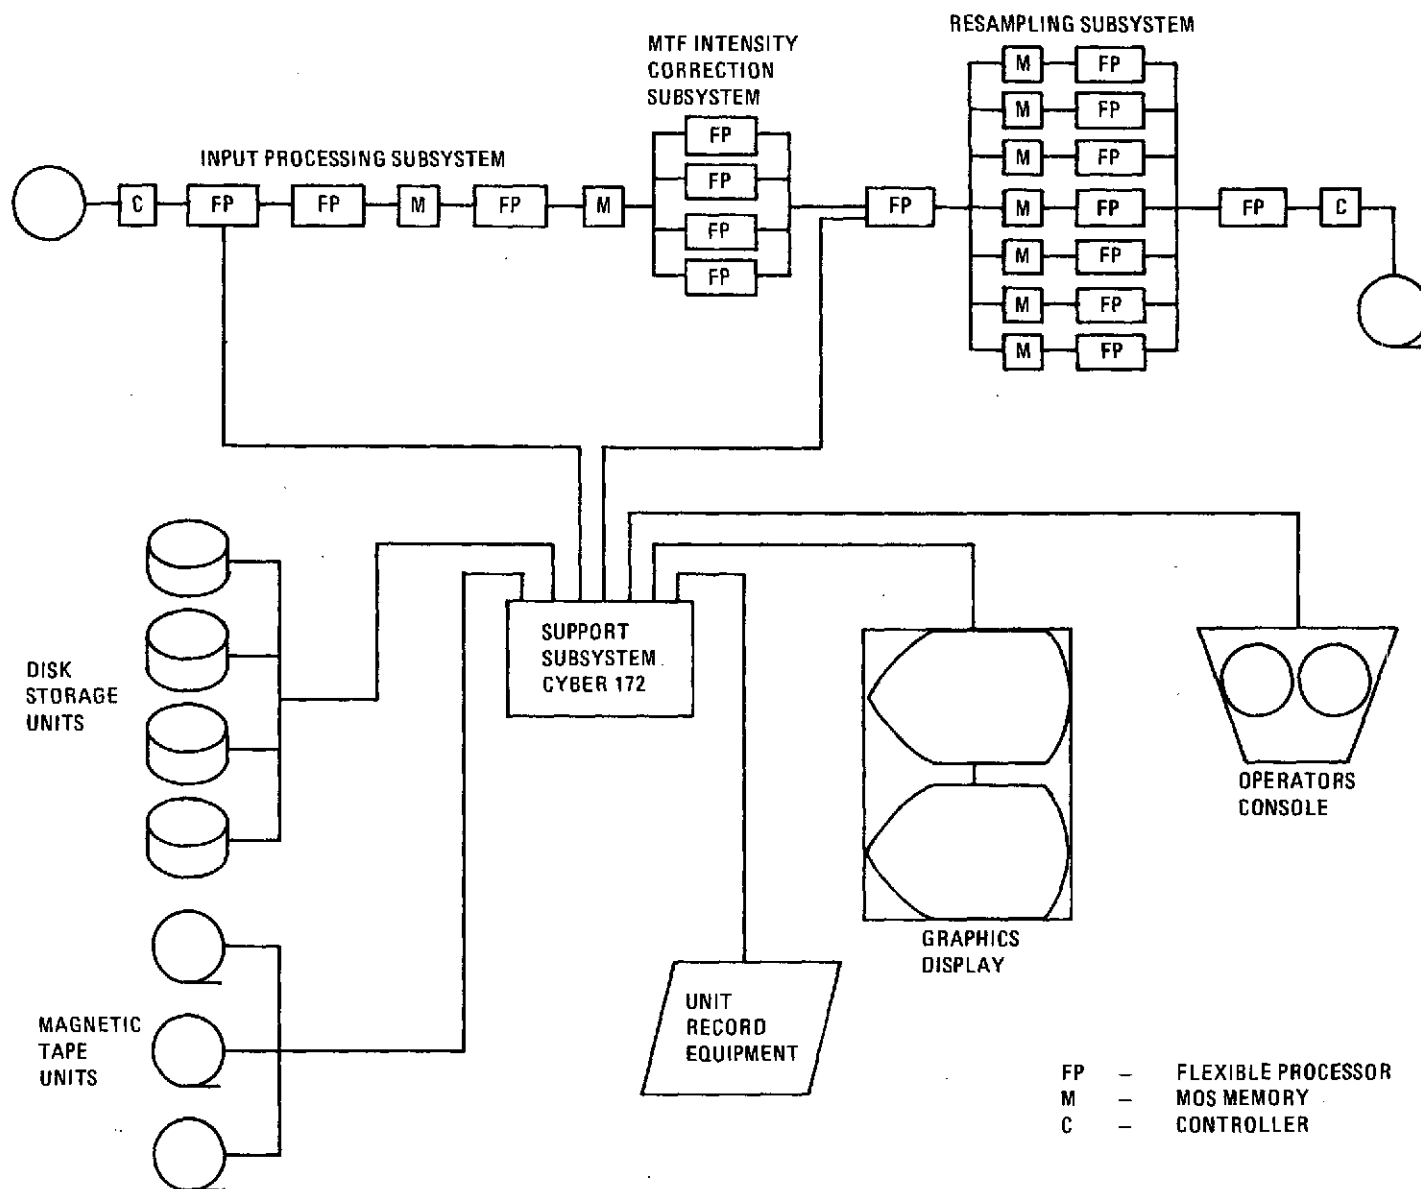 RESAMPLING SUBSYSTEM
MTF INTENSITY
CORRECTION
SUBSYSTEM
INPUT PROCESSING SUBSYSTEM
C
FP
FP
M
FP
M
FP
FP
FP
FP
FP
M
FP
M
FP
M
FP
M
FP
M
FP
M
FP
M
FP
FP
C
SUPPORT
SUBSYSTEM
CYBER 172
DISK
STORAGE
UNITS
OPERATORS
CONSOLE
GRAPHICS
DISPLAY
MAGNETIC
TAPE
UNITS
UNIT
RECORD
EQUIPMENT
FP – FLEXIBLE PROCESSOR
M – MOS MEMORY
C – CONTROLLER